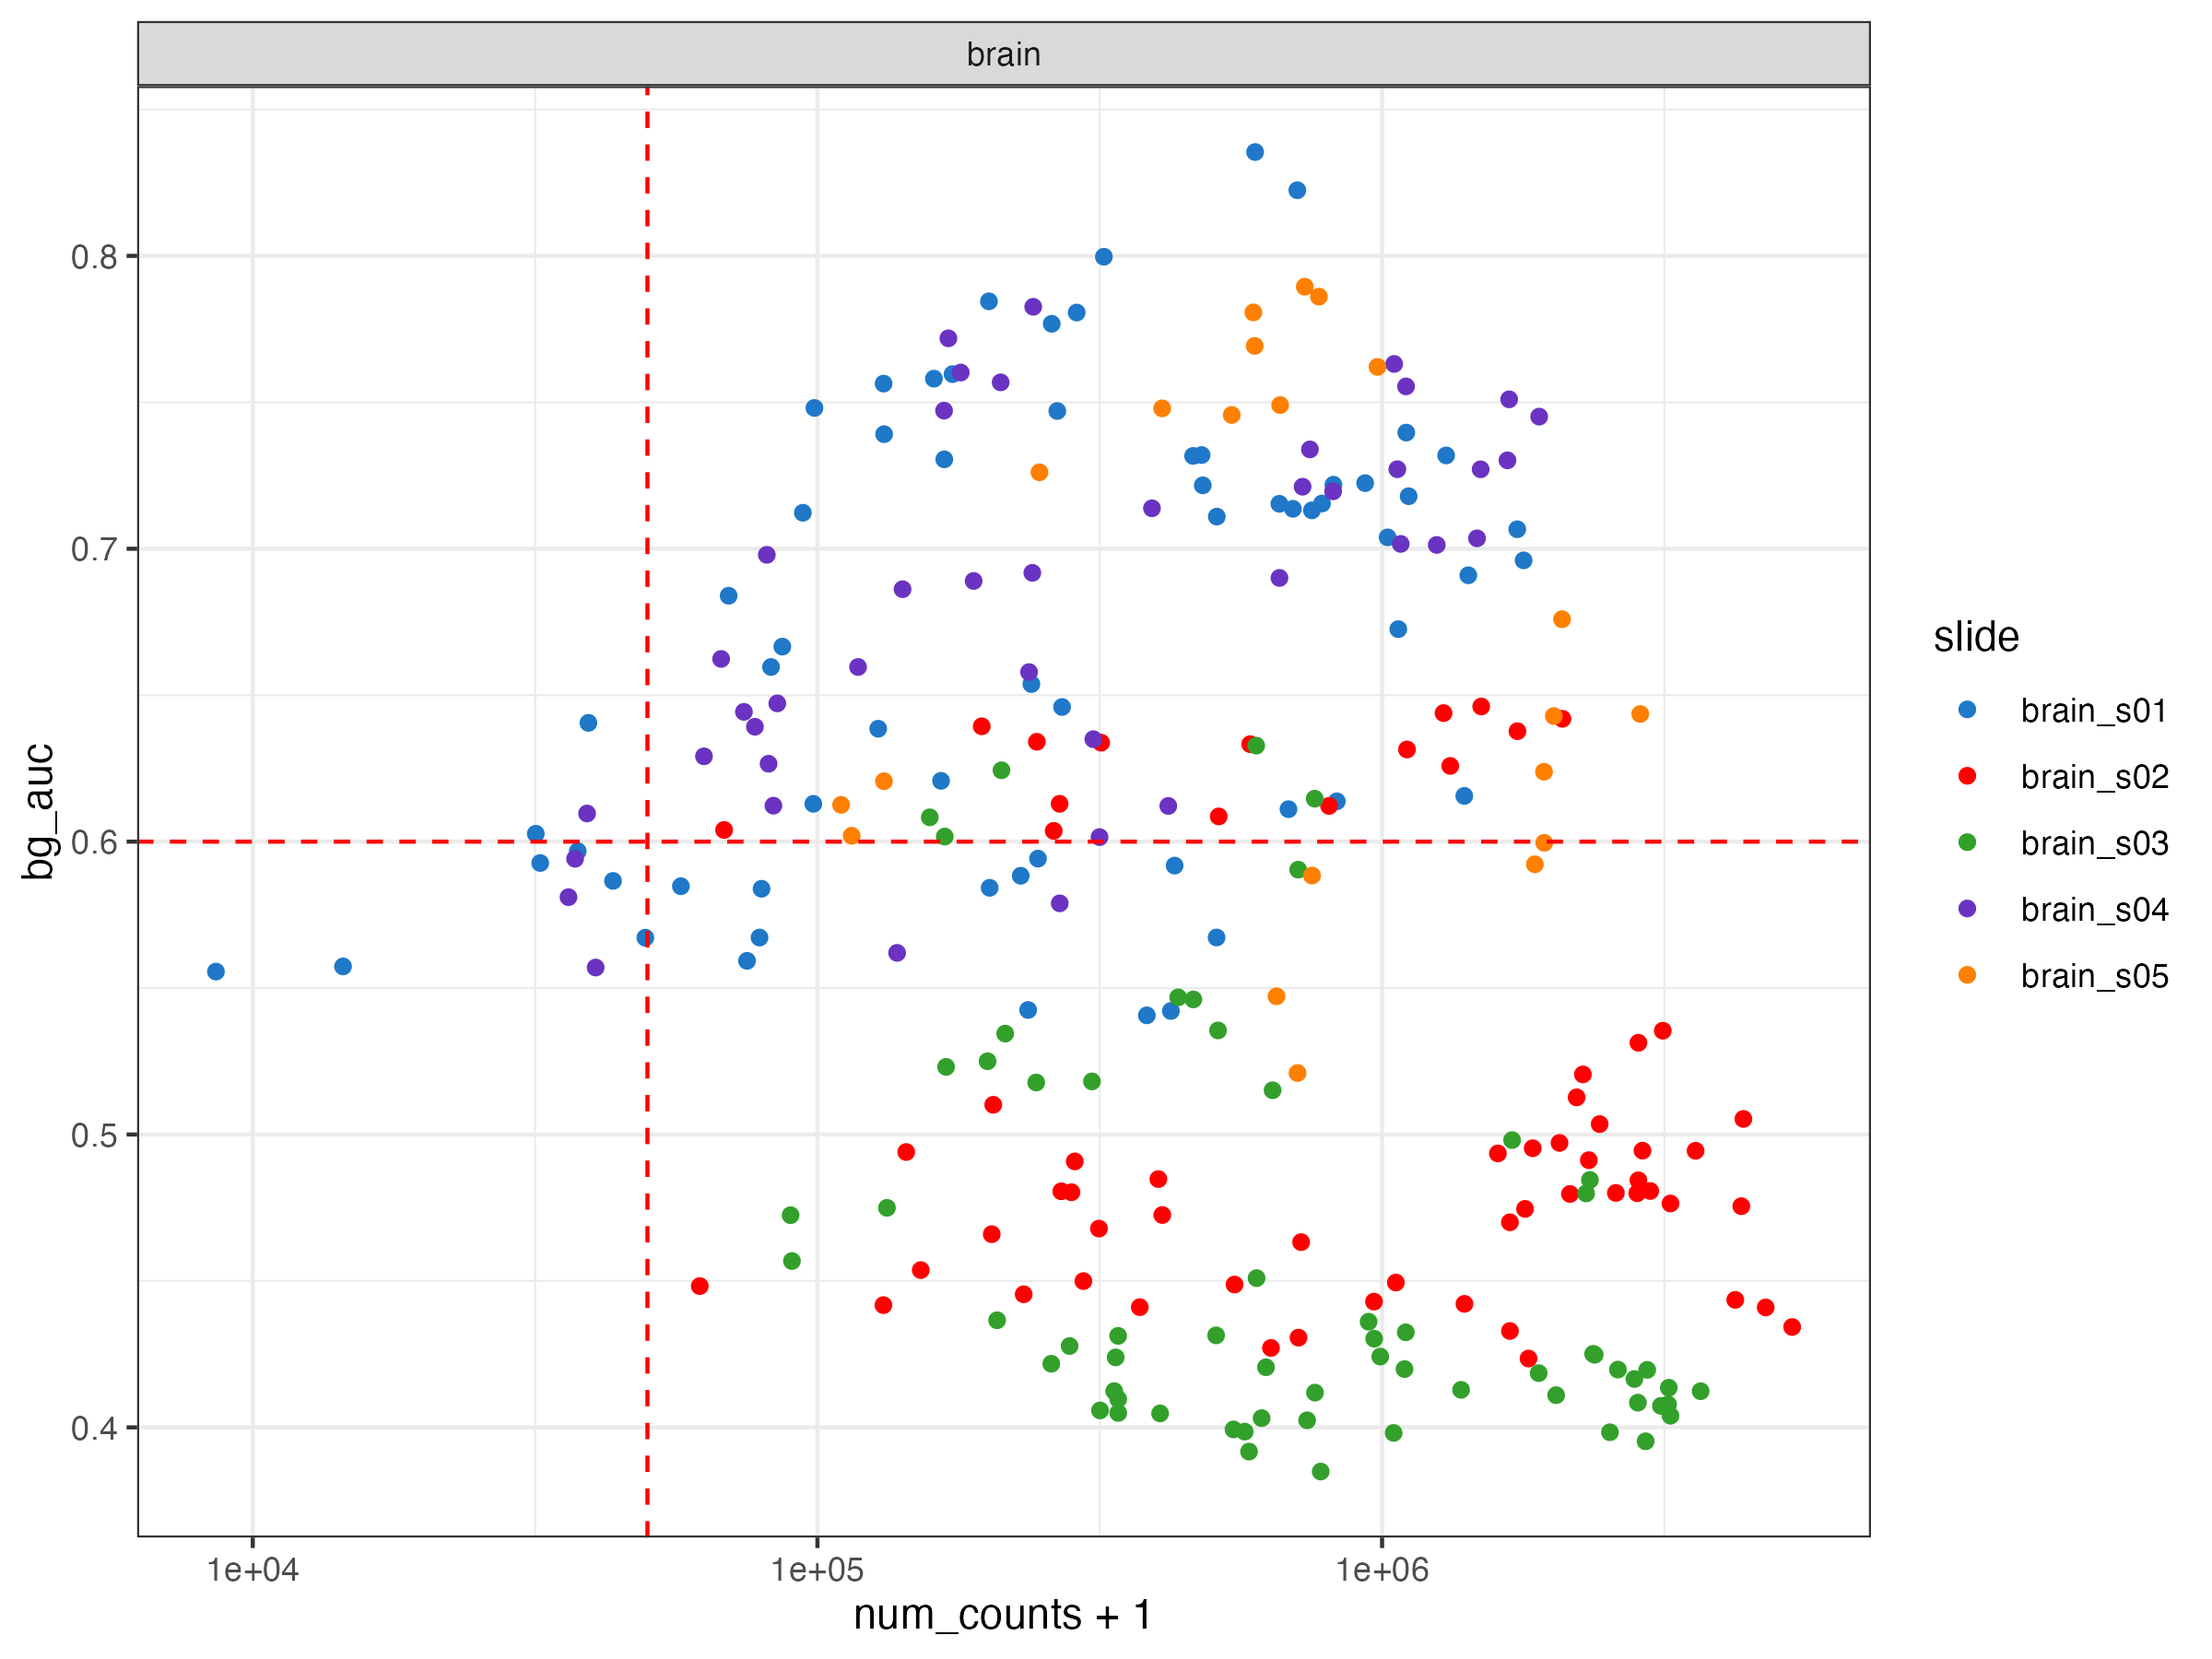 brain
bg_auc
0.8
0.7
0.6
0.5
0.4
1e+04 1e+05 1e+06
num_counts + 1
slide
brain_s01
brain_s02
brain_s03
brain_s04
brain_s05